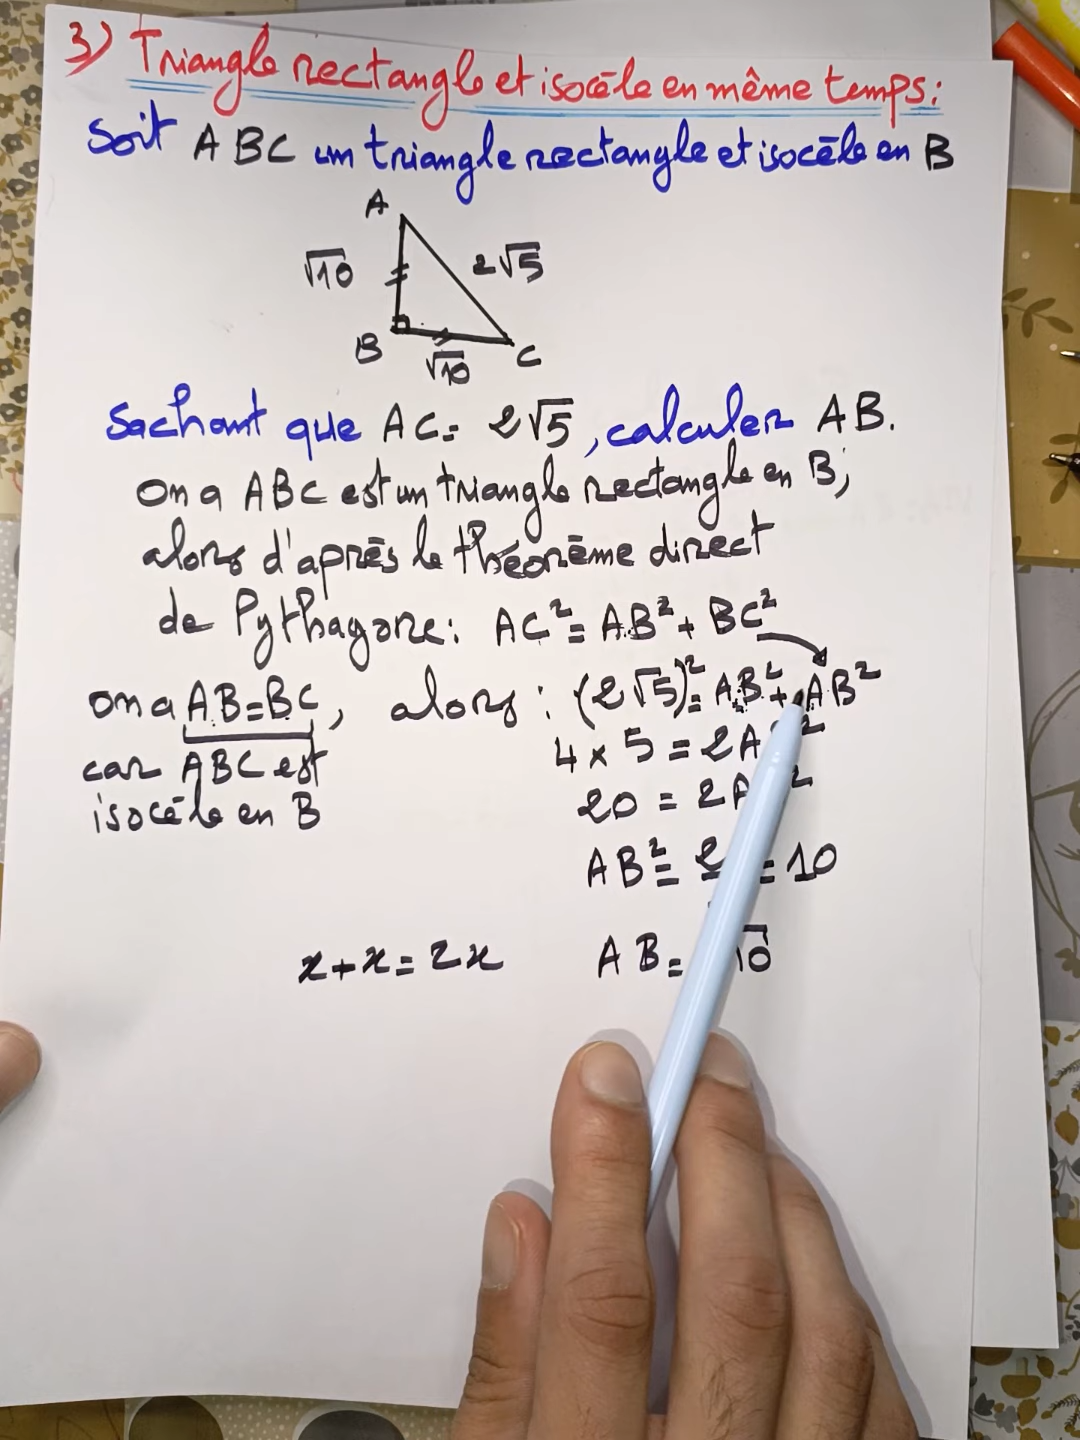 3) Triangle rectangle et isocèle en même temps:
Soit ABC un triangle rectangle et isocèle en B
A
√10
2√5
B
√10
C
Sachant que AC= 2√5, calculer AB.
On a ABC est un triangle rectangle en B,
alors d'après le théorème direct
de Pythagore: AC²= AB² + BC²
on a AB=BC, alors: (2√5)²= AB² + AB²
car ABC est
isocèle en B
4 × 5 = 2A ²
20 = 2A ²
AB² = = 10
x+x=2x
AB= 10